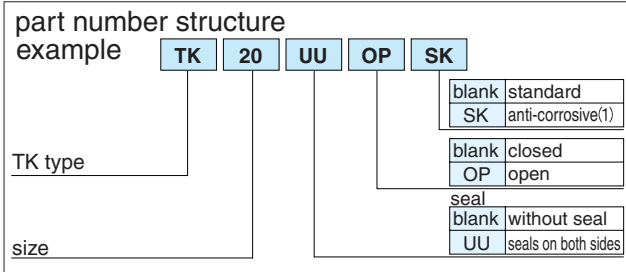 part number structure
example TK 20 UU OP SK
blank standard
SK anti-corrosive(1)
TK type
blank closed
OP open
seal
blank without seal
size
UU seals on both sides